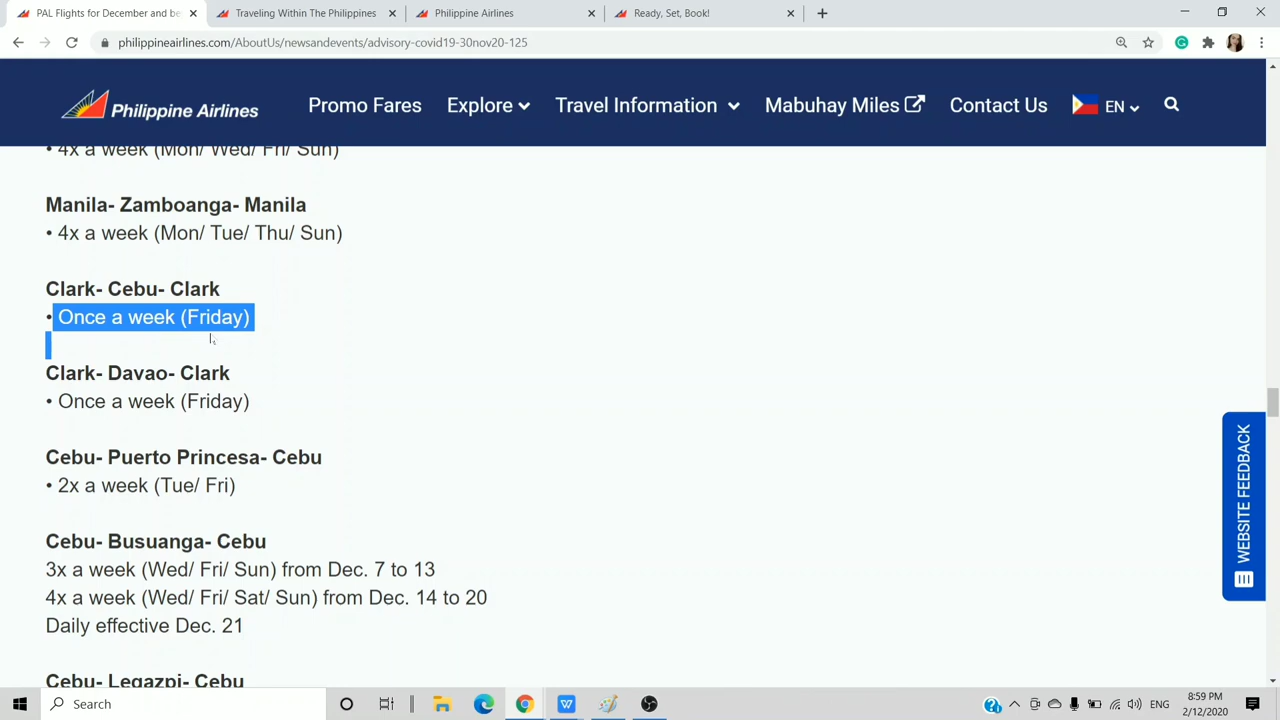 PAL Flights for December and be
Traveling Within The Philippines
Philippine Airlines
Ready, Set, Book!
philippineairlines.com/AboutUs/newsandevents/advisory-covid19-30nov20-125
Philippine Airlines
Promo Fares
Explore
Travel Information
Mabuhay Miles
Contact Us
EN
• 4x a week (Mon/ Wed/ Fri/ Sun)
Manila- Zamboanga- Manila
• 4x a week (Mon/ Tue/ Thu/ Sun)
Clark- Cebu- Clark
• Once a week (Friday)
Clark- Davao- Clark
• Once a week (Friday)
Cebu- Puerto Princesa- Cebu
• 2x a week (Tue/ Fri)
Cebu- Busuanga- Cebu
3x a week (Wed/ Fri/ Sun) from Dec. 7 to 13
4x a week (Wed/ Fri/ Sat/ Sun) from Dec. 14 to 20
Daily effective Dec. 21
Cebu- Legazpi- Cebu
WEBSITE FEEDBACK
Search
ENG
8:59 PM
2/12/2020